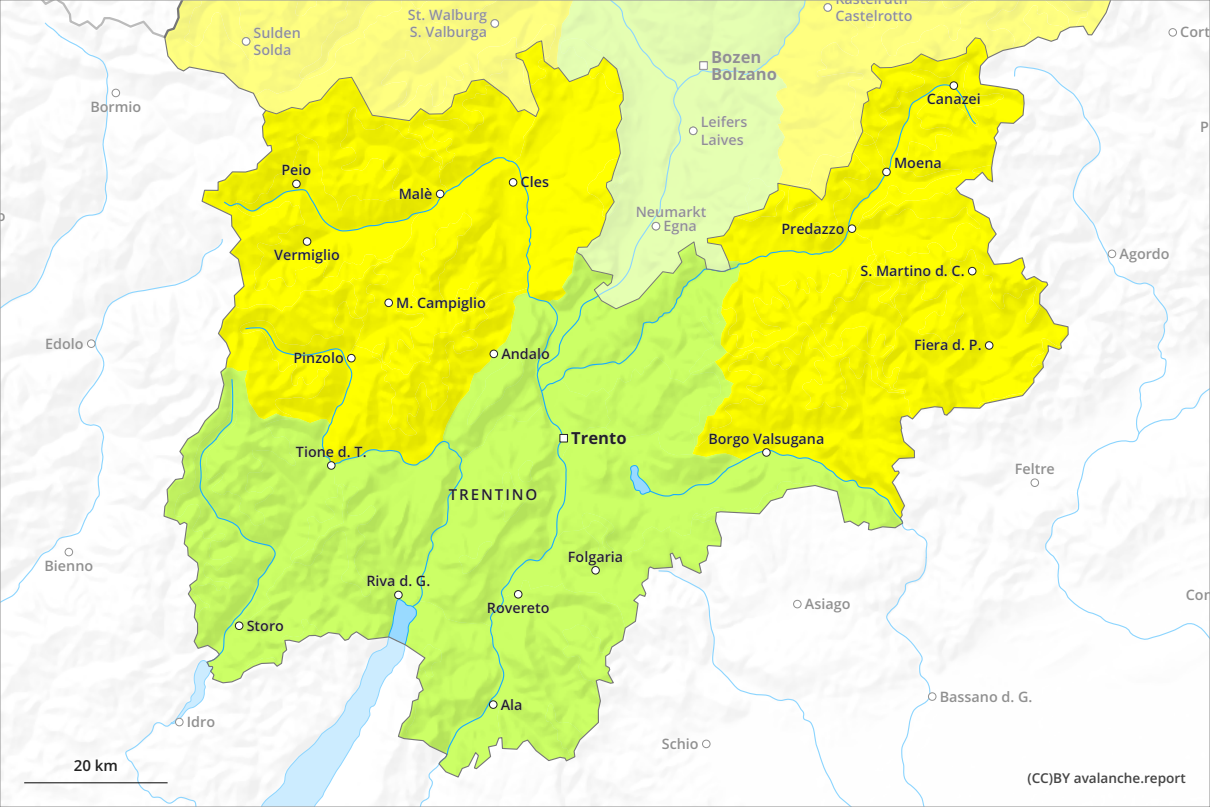 St. Walburg
S. Valburga
Kastelruth
Castelrotto
Sulden
Solda
Cort
Bozen
Bolzano
Bormio
Canazei
Leifers
Laives
P
Moena
Peio
Malè
Cles
Neumarkt
Egna
Predazzo
Vermiglio
Agordo
S. Martino d. C.
M. Campiglio
Edolo
Fiera d. P.
Pinzolo
Andalo
Trento
Borgo Valsugana
Tione d. T.
Feltre
TRENTINO
Folgaria
Bienno
Riva d. G.
Cor
Rovereto
Asiago
Storo
Bassano d. G.
Ala
Idro
Schio
20 km
(CC)BY avalanche.report